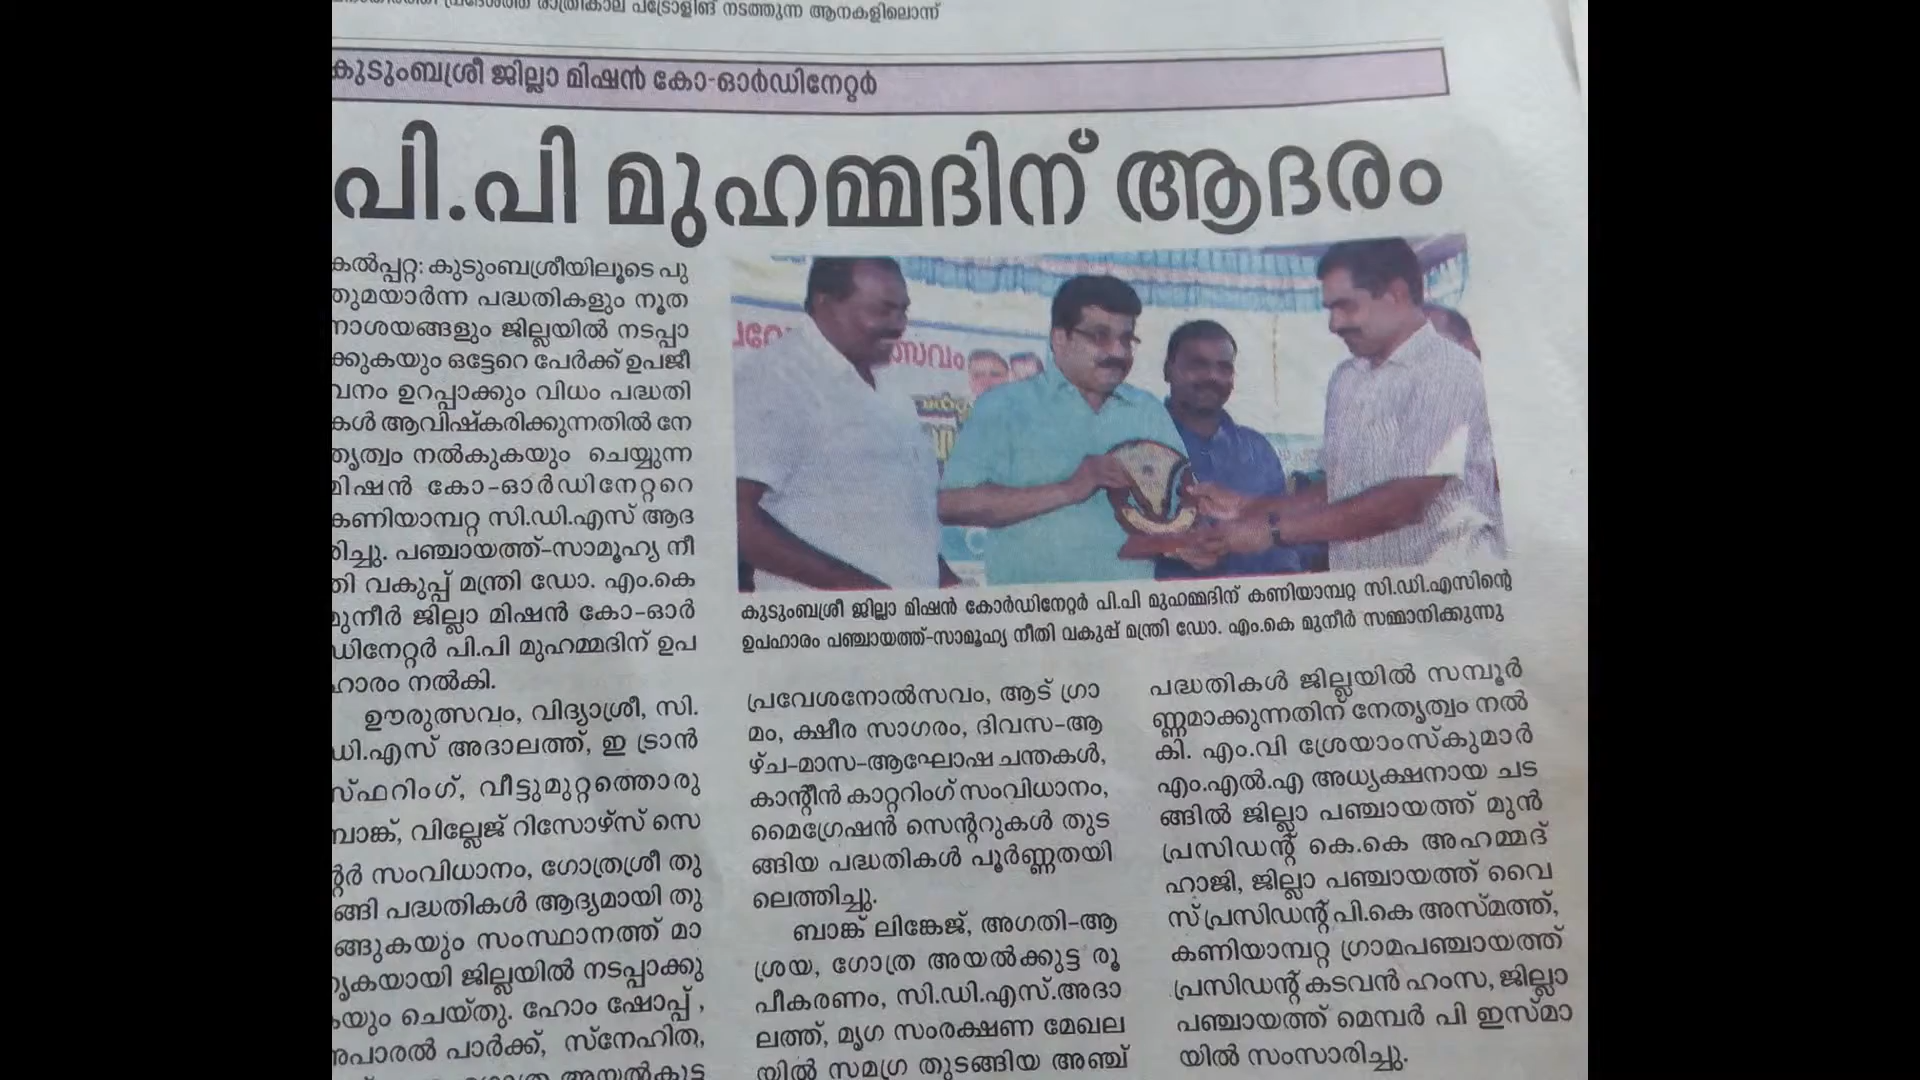 പ്രദേശത്ത് രാത്രികാല പട്രോളിങ് നടത്തുന്ന ആനകളിലൊന്ന്
കുടുംബശ്രീ ജില്ലാ മിഷൻ കോ-ഓർഡിനേറ്റർ
പി.പി മുഹമ്മദിന് ആദരം
കൽപ്പറ്റ: കുടുംബശ്രീയിലൂടെ പു
തുമയാർന്ന പദ്ധതികളും നൂത
നാശയങ്ങളും ജില്ലയിൽ നടപ്പാ
ക്കുകയും ഒട്ടേറെ പേർക്ക് ഉപജീ
വനം ഉറപ്പാക്കും വിധം പദ്ധതി
കൾ ആവിഷ്കരിക്കുന്നതിൽ നേ
തൃത്വം നൽകുകയും ചെയ്യുന്ന
മിഷൻ കോ-ഓർഡിനേറ്ററെ
കണിയാമ്പറ്റ സി.ഡി.എസ് ആദ
രിച്ചു. പഞ്ചായത്ത്-സാമൂഹ്യ നീ
തി വകുപ്പ് മന്ത്രി ഡോ. എം.കെ
മുനീർ ജില്ലാ മിഷൻ കോ-ഓർ
ഡിനേറ്റർ പി.പി മുഹമ്മദിന് ഉപ
ഹാരം നൽകി.
ഊരുത്സവം, വിദ്യാശ്രീ, സി.
ഡി.എസ് അദാലത്ത്, ഇ ട്രാൻ
സ്ഫറിംഗ്, വീട്ടുമുറ്റത്തൊരു
ബാങ്ക്, വില്ലേജ് റിസോഴ്സ് സെ
ന്റർ സംവിധാനം, ഗോത്രശ്രീ തു
ങ്ങി പദ്ധതികൾ ആദ്യമായി തു
ങ്ങുകയും സംസ്ഥാനത്ത് മാ
തൃകയായി ജില്ലയിൽ നടപ്പാക്കു
കയും ചെയ്തു. ഹോം ഷോപ്പ്,
അപാരൽ പാർക്ക്, സ്നേഹിത,
അയൽകൂട്ട
കുടുംബശ്രീ ജില്ലാ മിഷൻ കോർഡിനേറ്റർ പി.പി മുഹമ്മദിന് കണിയാമ്പറ്റ സി.ഡി.എസിന്റെ
ഉപഹാരം പഞ്ചായത്ത്-സാമൂഹ്യ നീതി വകുപ്പ് മന്ത്രി ഡോ. എം.കെ മുനീർ സമ്മാനിക്കുന്നു
പ്രവേശനോൽസവം, ആട് ഗ്രാ
മം, ക്ഷീര സാഗരം, ദിവസ-ആ
ഴ്ച-മാസ-ആഘോഷ ചന്തകൾ,
കാന്റീൻ കാറ്ററിംഗ് സംവിധാനം,
മൈഗ്രേഷൻ സെന്ററുകൾ തുട
ങ്ങിയ പദ്ധതികൾ പൂർണ്ണതയി
ലെത്തിച്ചു.
ബാങ്ക് ലിങ്കേജ്, അഗതി-ആ
ശ്രയ, ഗോത്ര അയൽക്കൂട്ട രൂ
പീകരണം, സി.ഡി.എസ്.അദാ
ലത്ത്, മൃഗ സംരക്ഷണ മേഖല
യിൽ സമഗ്ര തുടങ്ങിയ അഞ്ച്
പദ്ധതികൾ ജില്ലയിൽ സമ്പൂർ
ണ്ണമാക്കുന്നതിന് നേതൃത്വം നൽ
കി. എം.വി ശ്രേയാംസ്കുമാർ
എം.എൽ.എ അധ്യക്ഷനായ ചട
ങ്ങിൽ ജില്ലാ പഞ്ചായത്ത് മുൻ
പ്രസിഡന്റ് കെ.കെ അഹമ്മദ്
ഹാജി, ജില്ലാ പഞ്ചായത്ത് വൈ
സ് പ്രസിഡന്റ് പി.കെ അസ്മത്ത്,
കണിയാമ്പറ്റ ഗ്രാമപഞ്ചായത്ത്
പ്രസിഡന്റ് കടവൻ ഹംസ, ജില്ലാ
പഞ്ചായത്ത് മെമ്പർ പി ഇസ്മാ
യിൽ സംസാരിച്ചു.